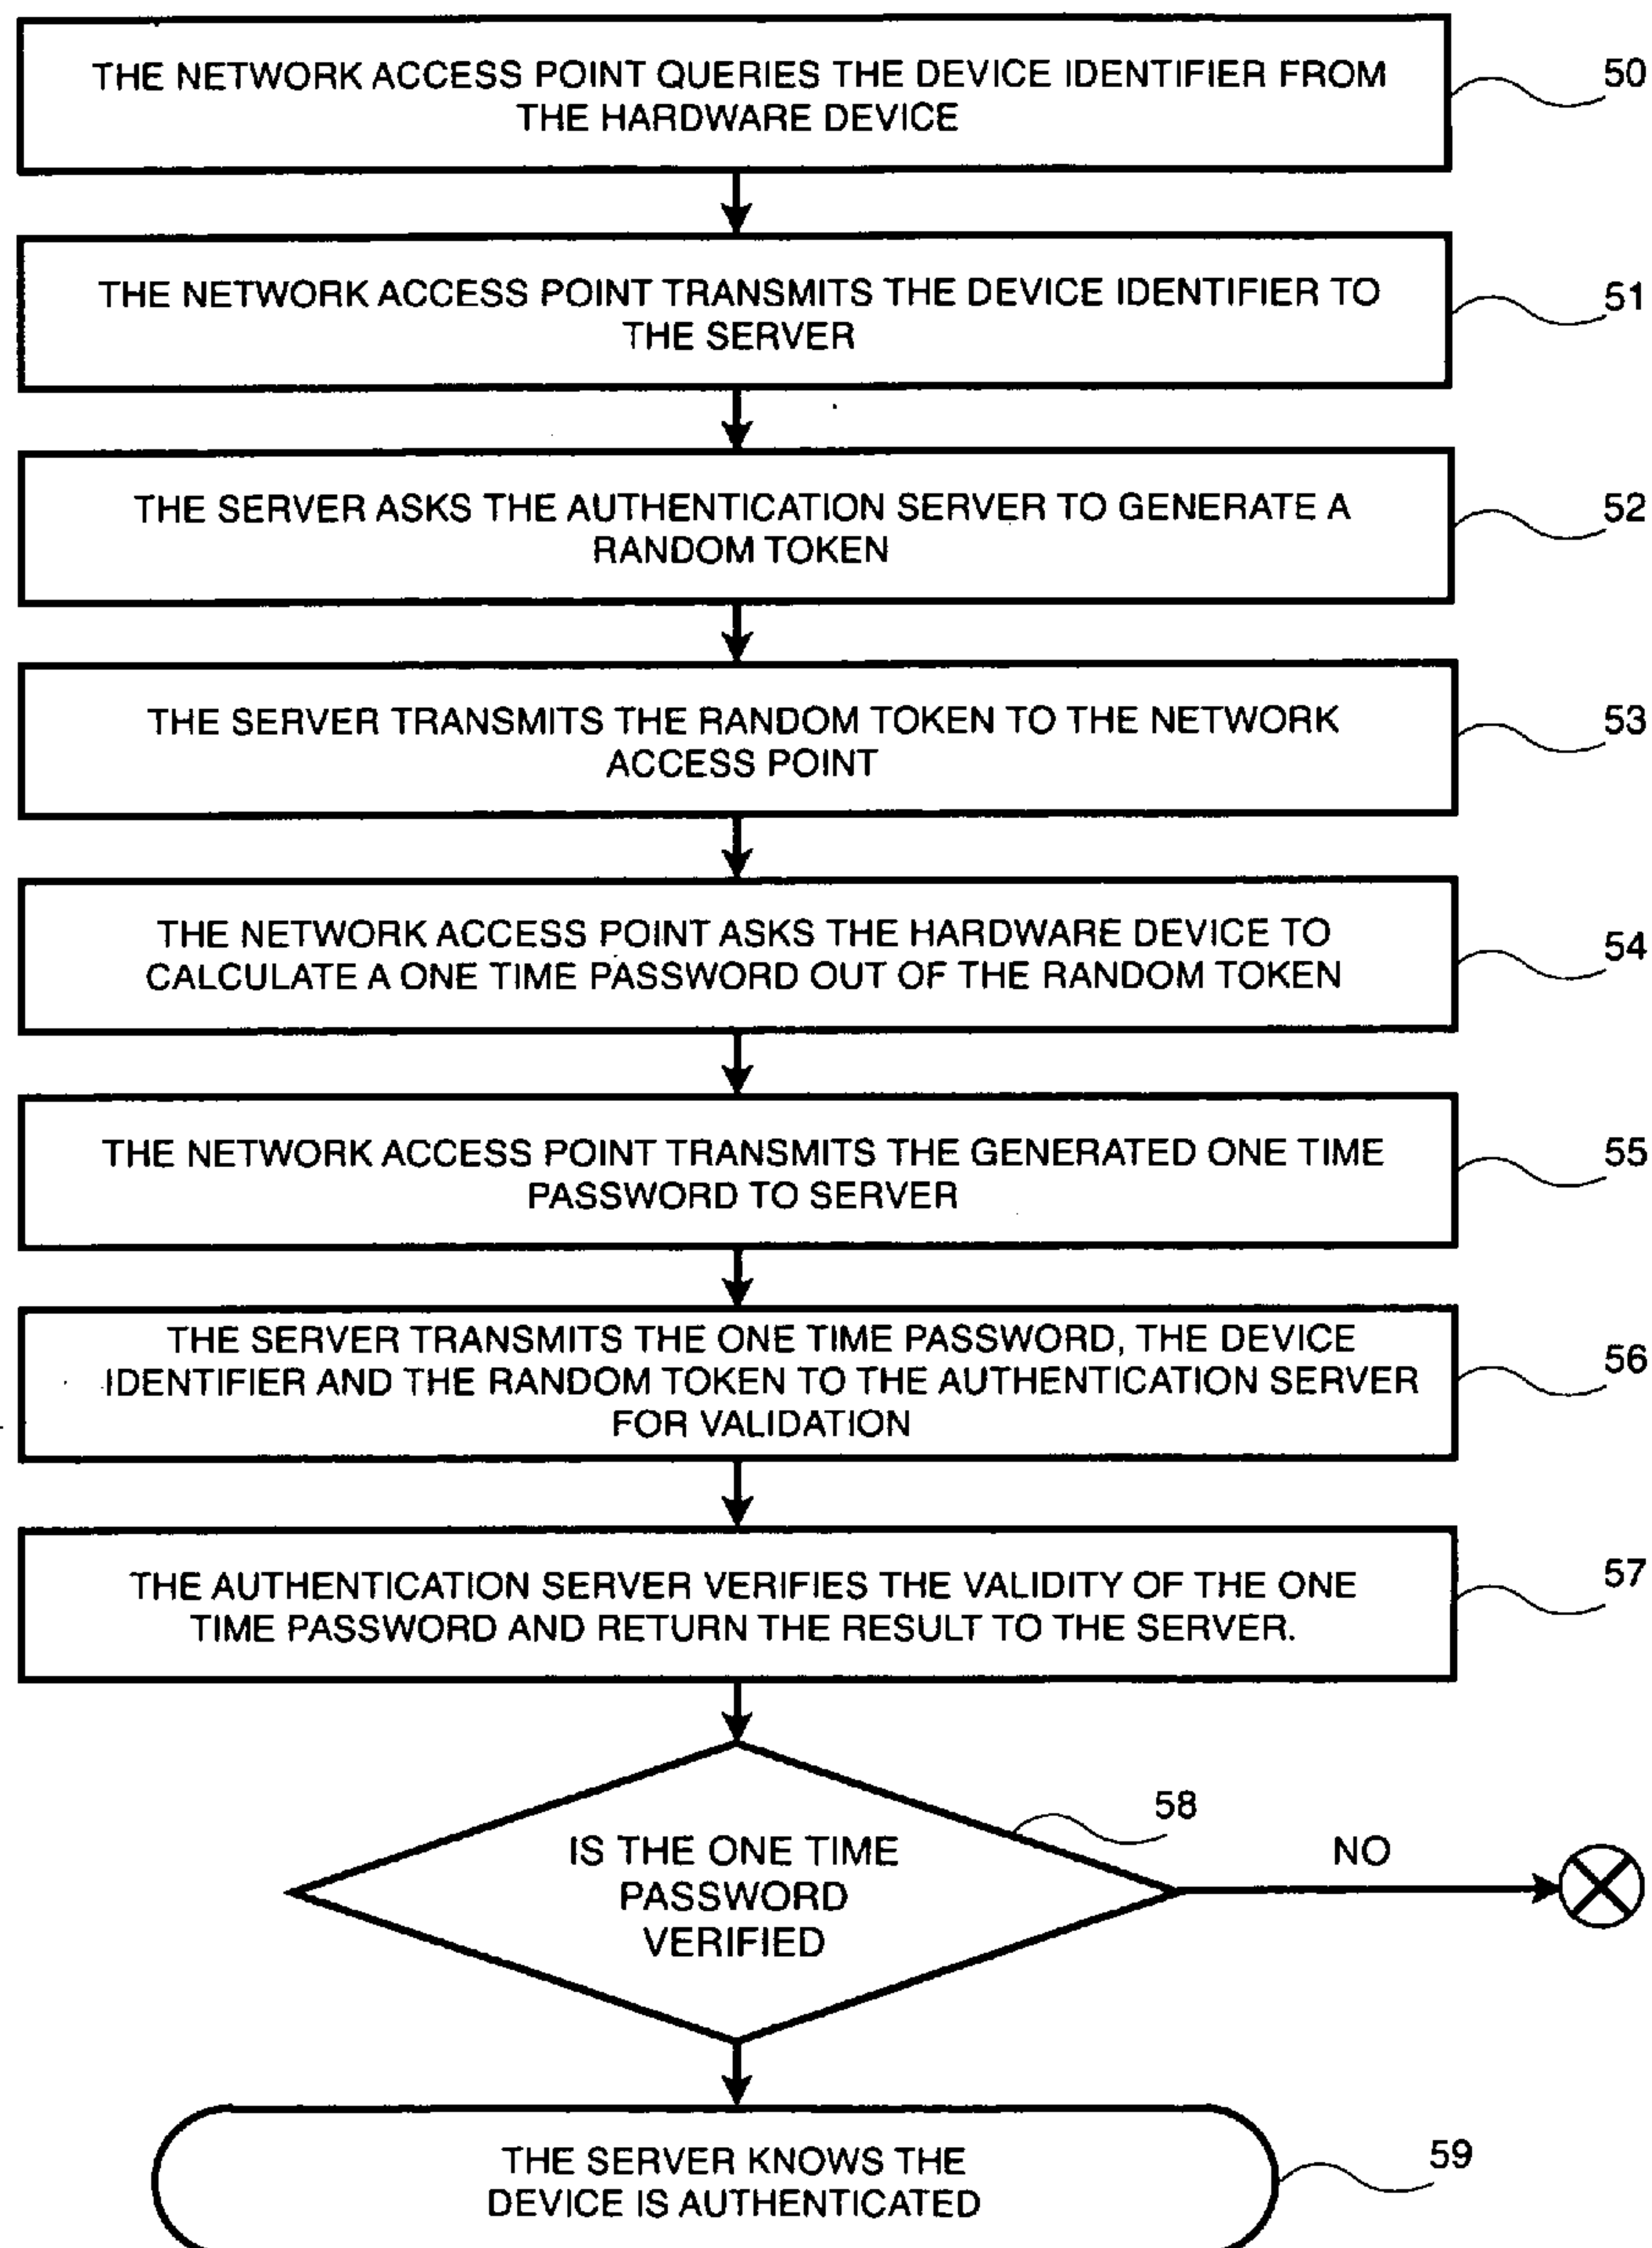 THE NETWORK ACCESS POINT QUERIES THE DEVICE IDENTIFIER FROM
THE HARDWARE DEVICE
50
THE NETWORK ACCESS POINT TRANSMITS THE DEVICE IDENTIFIER TO
THE SERVER
51
THE SERVER ASKS THE AUTHENTICATION SERVER TO GENERATE A
RANDOM TOKEN
52
THE SERVER TRANSMITS THE RANDOM TOKEN TO THE NETWORK
ACCESS POINT
53
THE NETWORK ACCESS POINT ASKS THE HARDWARE DEVICE TO
CALCULATE A ONE TIME PASSWORD OUT OF THE RANDOM TOKEN
54
THE NETWORK ACCESS POINT TRANSMITS THE GENERATED ONE TIME
PASSWORD TO SERVER
55
THE SERVER TRANSMITS THE ONE TIME PASSWORD, THE DEVICE
IDENTIFIER AND THE RANDOM TOKEN TO THE AUTHENTICATION SERVER
FOR VALIDATION
56
THE AUTHENTICATION SERVER VERIFIES THE VALIDITY OF THE ONE
TIME PASSWORD AND RETURN THE RESULT TO THE SERVER.
57
58
IS THE ONE TIME
PASSWORD
VERIFIED
NO
THE SERVER KNOWS THE
DEVICE IS AUTHENTICATED
59